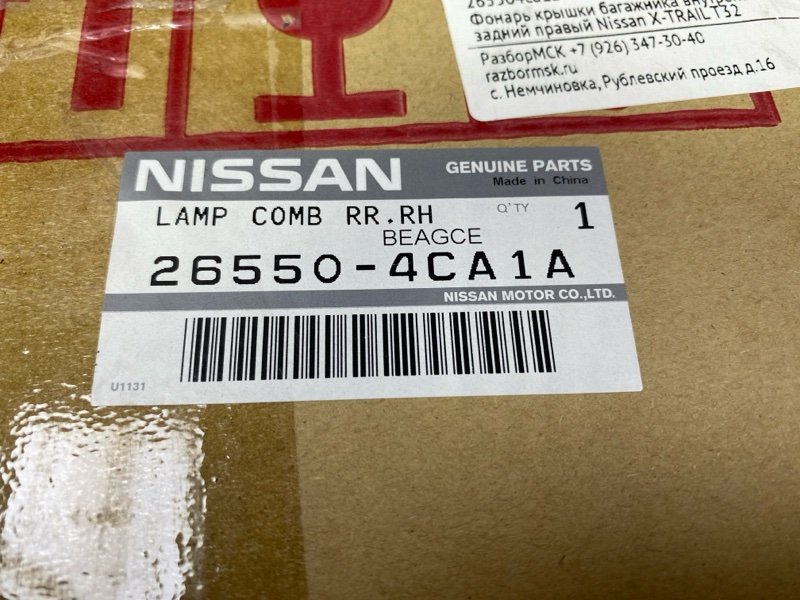 Фонарь крышки багажника
задний правый Nissan X-TRAIL T32
РазборМСК +7 (926) 347-30-40
razbormsk.ru
с. Немчиновка, Рублевский проезд д.16
NISSAN
GENUINE PARTS
Made in China
LAMP COMB RR.RH
Q'TY
1
BEAGCE
26550-4CA1A
NISSAN MOTOR CO.,LTD.
U1131